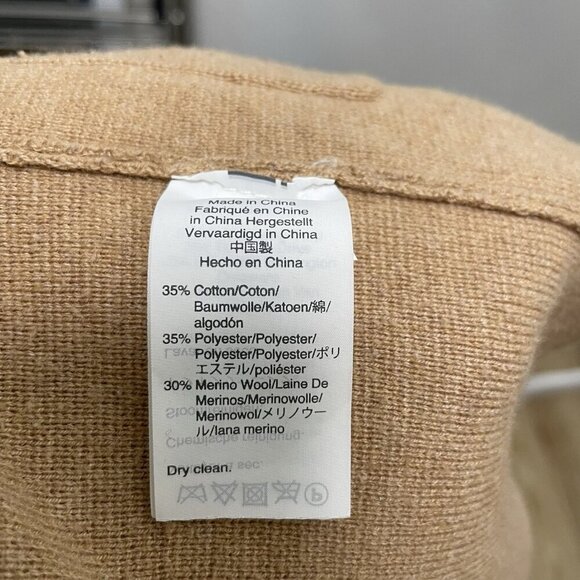 Made in China
Fabriqué en Chine
in China Hergestellt
Vervaardigd in China
中国製
Hecho en China
35% Cotton/Coton/
Baumwolle/Katoen/綿/
algodón
35% Polyester/Polyester/
Polyester/Polyester/ポリ
エステル/poliéster
30% Merino Wool/Laine De
Merinos/Merinowolle/
Merinowol/メリノウー
ル/lana merino
Dry clean.